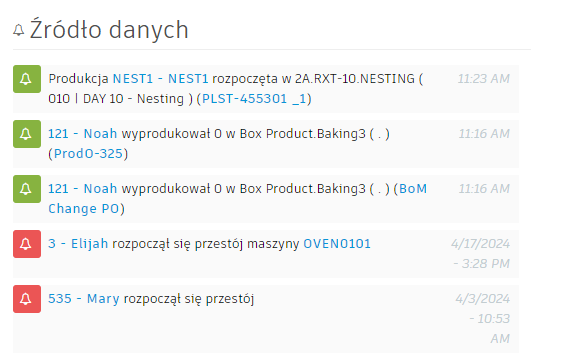 Źródło danych
Produkcja NEST1 - NEST1 rozpoczęta w 2A.RXT-10.NESTING (
010 | DAY 10 - Nesting ) (PLST-455301 _1)
11:23 AM
121 - Noah wyprodukował 0 w Box Product.Baking3 ( . )
(ProdO-325)
11:16 AM
121 - Noah wyprodukował 0 w Box Product.Baking3 ( . ) (BoM
Change PO)
11:16 AM
3 - Elijah rozpoczął się przestój maszyny OVEN0101
4/17/2024
- 3:28 PM
535 - Mary rozpoczął się przestój
4/3/2024
- 10:53
AM